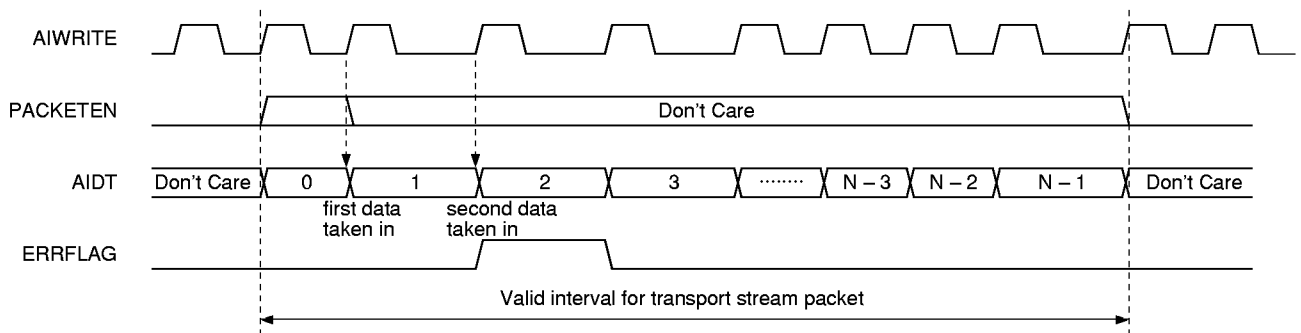 AIWRITE
PACKETEN
Don't Care
AIDT
Don't Care 0 1 2 3 ········ N – 3 N – 2 N – 1 Don't Care
first data
taken in
second data
taken in
ERRFLAG
Valid interval for transport stream packet